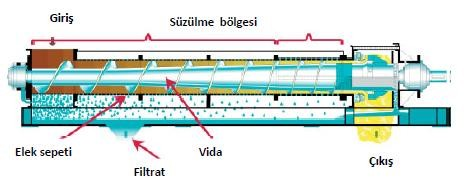 Giriş
Süzülme bölgesi
Elek sepeti
Vida
Filtrat
Çıkış